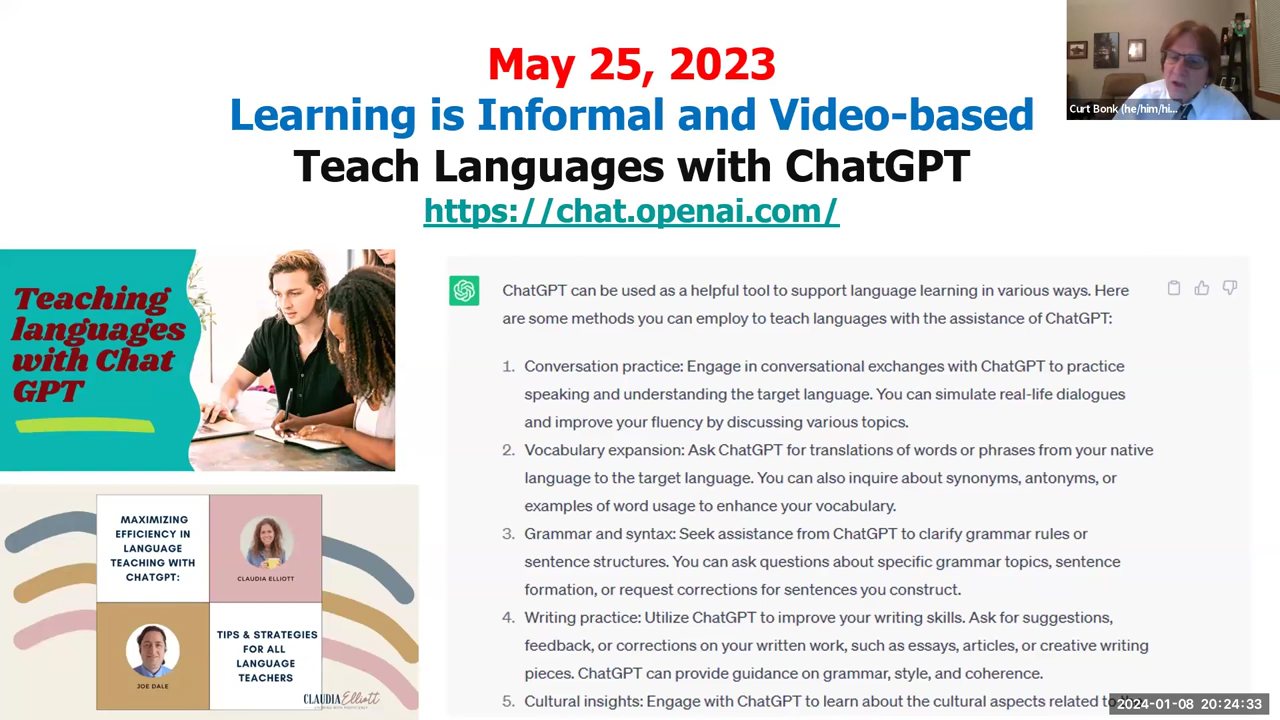 May 25, 2023
Learning is Informal and Video-based
Teach Languages with ChatGPT
https://chat.openai.com/
Curt Bonk (he/him/hi...
Teaching
languages
with Chat
GPT
ChatGPT can be used as a helpful tool to support language learning in various ways. Here
are some methods you can employ to teach languages with the assistance of ChatGPT:
1. Conversation practice: Engage in conversational exchanges with ChatGPT to practice
speaking and understanding the target language. You can simulate real-life dialogues
and improve your fluency by discussing various topics.
2. Vocabulary expansion: Ask ChatGPT for translations of words or phrases from your native
language to the target language. You can also inquire about synonyms, antonyms, or
examples of word usage to enhance your vocabulary.
3. Grammar and syntax: Seek assistance from ChatGPT to clarify grammar rules or
sentence structures. You can ask questions about specific grammar topics, sentence
formation, or request corrections for sentences you construct.
4. Writing practice: Utilize ChatGPT to improve your writing skills. Ask for suggestions,
feedback, or corrections on your written work, such as essays, articles, or creative writing
pieces. ChatGPT can provide guidance on grammar, style, and coherence.
5. Cultural insights: Engage with ChatGPT to learn about the cultural aspects related to
MAXIMIZING
EFFICIENCY IN
LANGUAGE
TEACHING WITH
CHATGPT:
CLAUDIA ELLIOTT
JOE DALE
TIPS & STRATEGIES
FOR ALL
LANGUAGE
TEACHERS
CLAUDIA Elliott
2024-01-08 20:24:33